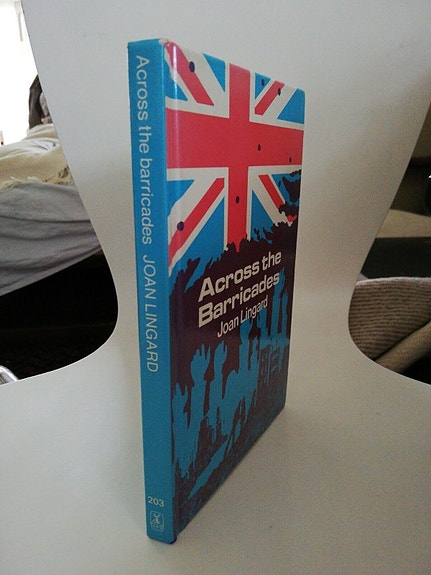 Across the barricades JOAN LINGARD
203
Across the
Barricades
Joan Lingard